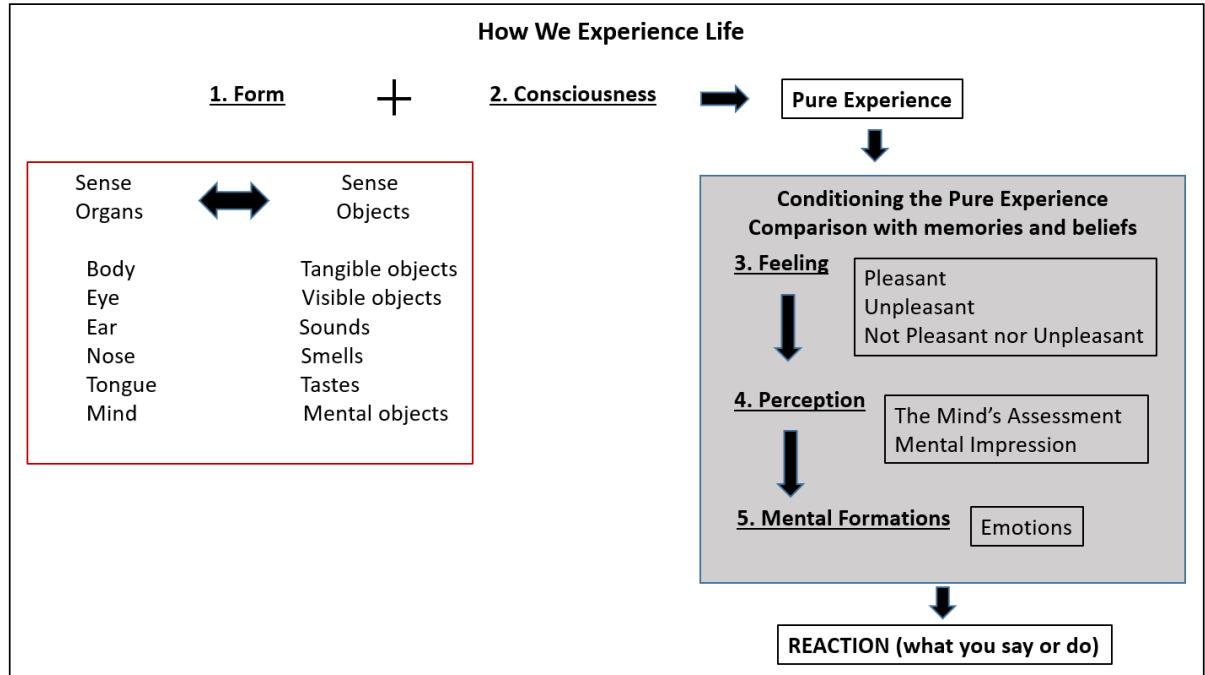 How We Experience Life
1. Form + 2. Consciousness
Pure Experience
Sense Organs
Sense Objects
Body Tangible objects
Eye Visible objects
Ear Sounds
Nose Smells
Tongue Tastes
Mind Mental objects
Conditioning the Pure Experience
Comparison with memories and beliefs
3. Feeling
Pleasant
Unpleasant
Not Pleasant nor Unpleasant
4. Perception
The Mind’s Assessment
Mental Impression
5. Mental Formations
Emotions
REACTION (what you say or do)